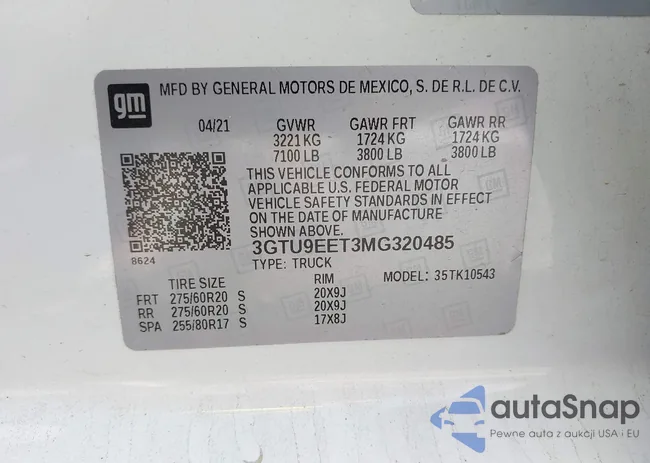 gm
MFD BY GENERAL MOTORS DE MEXICO, S. DE R.L. DE C.V.
04/21 GVWR GAWR FRT GAWR RR
3221 KG 1724 KG 1724 KG
7100 LB 3800 LB 3800 LB
THIS VEHICLE CONFORMS TO ALL
APPLICABLE U.S. FEDERAL MOTOR
VEHICLE SAFETY STANDARDS IN EFFECT
ON THE DATE OF MANUFACTURE
SHOWN ABOVE.
3GTU9EET3MG320485
8624
TYPE: TRUCK MODEL: 35TK10543
TIRE SIZE RIM
FRT 275/60R20 S 20X9J
RR 275/60R20 S 20X9J
SPA 255/80R17 S 17X8J
autoSnap
Pewne auta z aukcji USA i EU